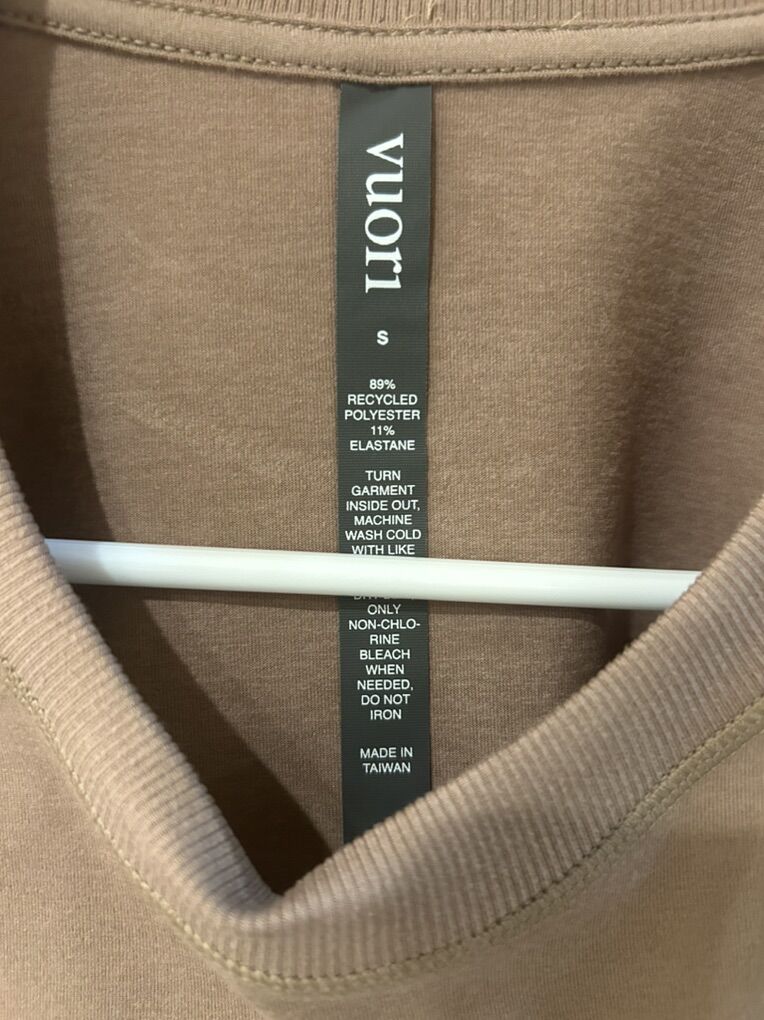 vuori
S
89%
RECYCLED
POLYESTER
11%
ELASTANE
TURN
GARMENT
INSIDE OUT,
MACHINE
WASH COLD
WITH LIKE
ONLY
NON-CHLO-
RINE
BLEACH
WHEN
NEEDED,
DO NOT
IRON
MADE IN
TAIWAN